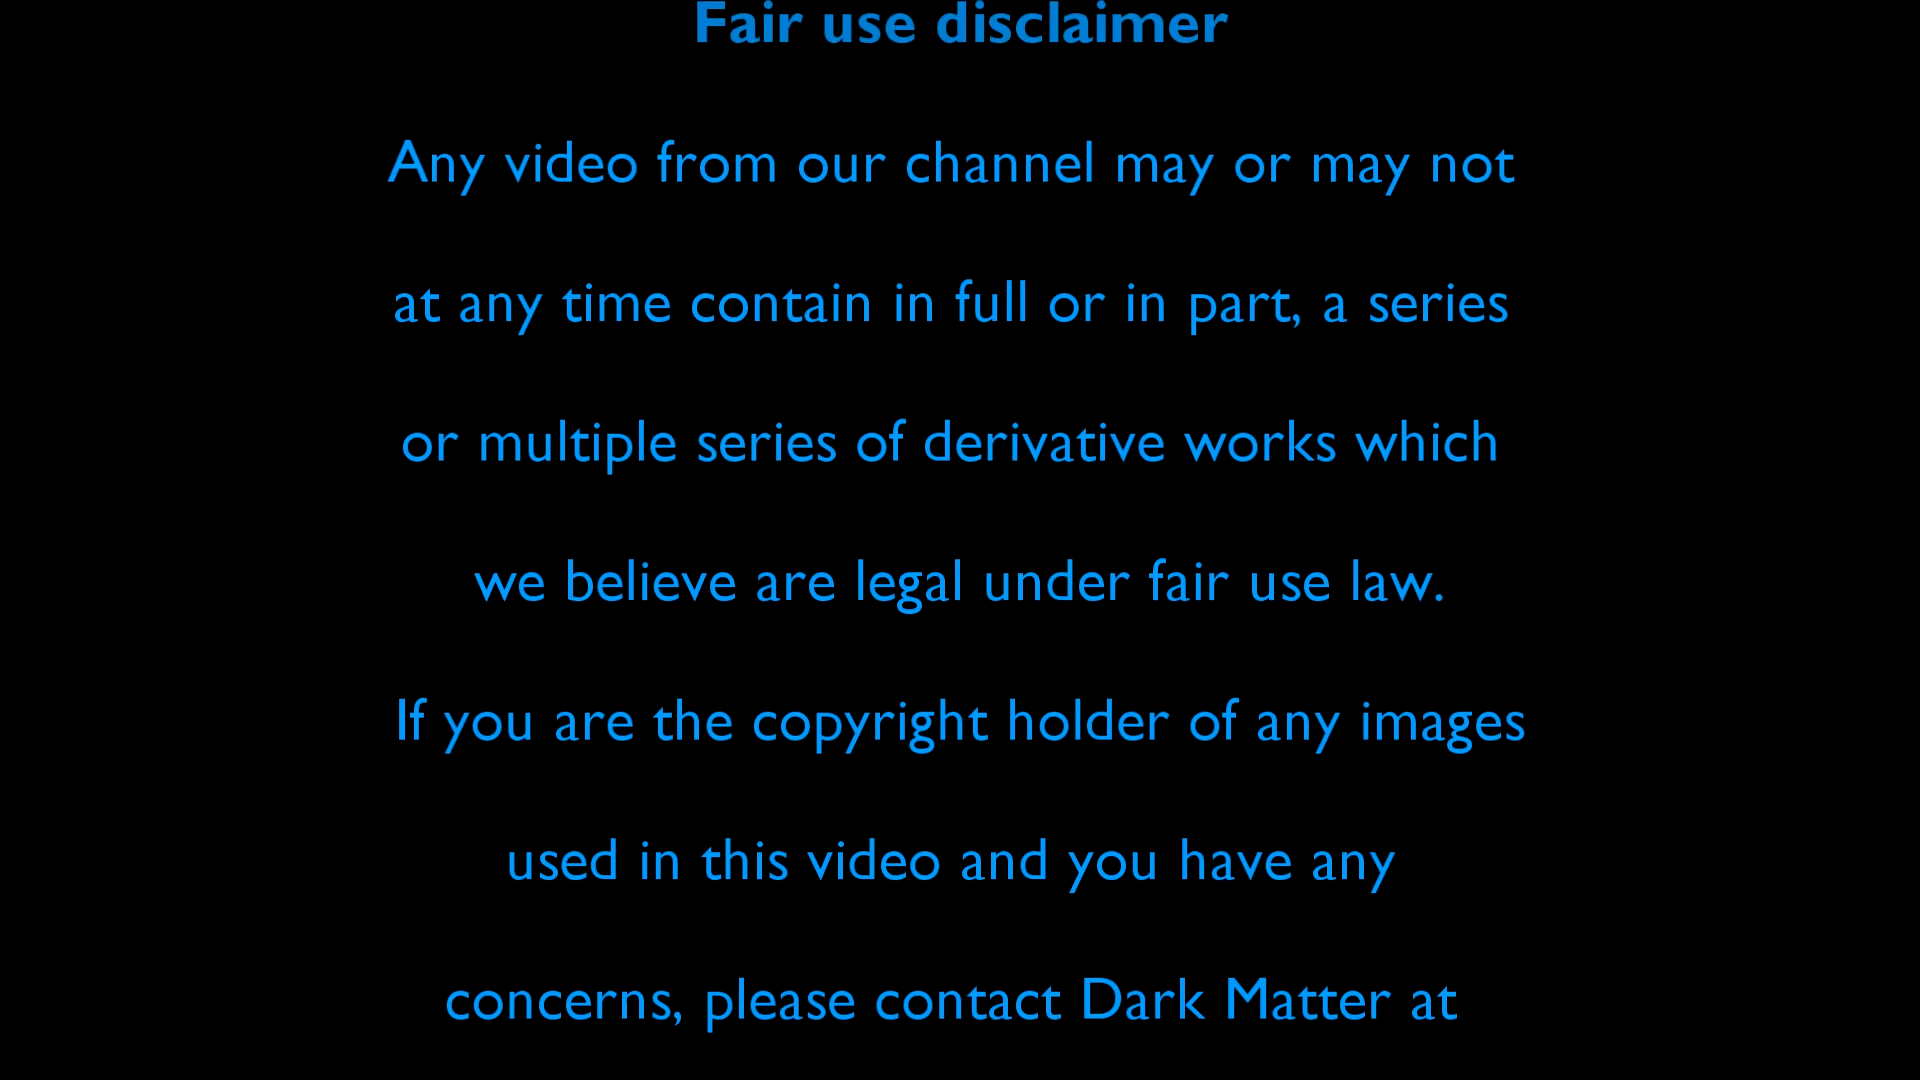 Fair use disclaimer
Any video from our channel may or may not
at any time contain in full or in part, a series
or multiple series of derivative works which
we believe are legal under fair use law.
If you are the copyright holder of any images
used in this video and you have any
concerns, please contact Dark Matter at